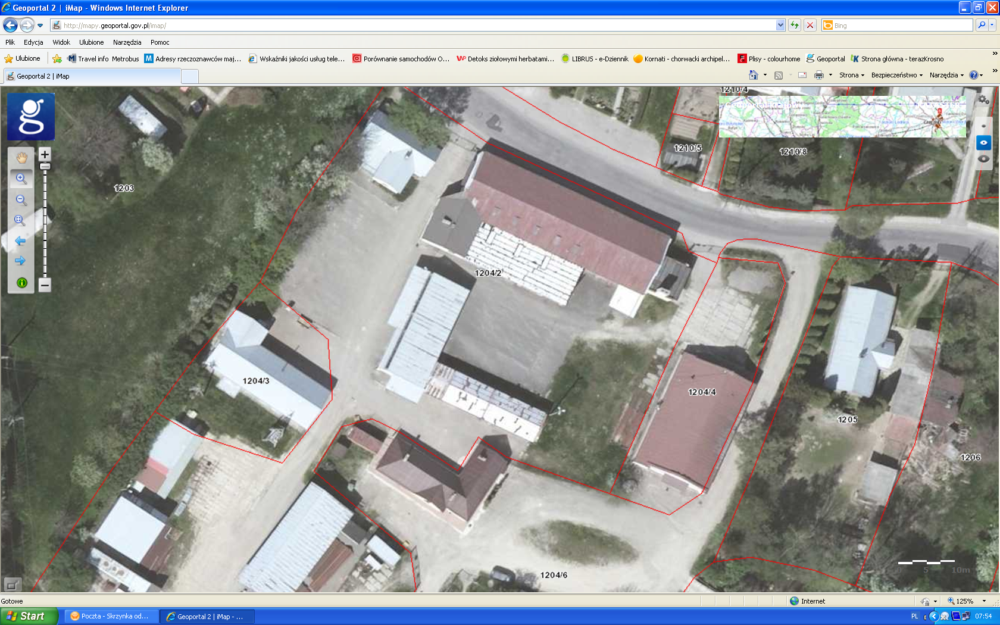 Geoportal 2 | iMap - Windows Internet Explorer
http://mapy.geoportal.gov.pl/imap/
Bing
Plik Edycja Widok Ulubione Narzędzia Pomoc
Ulubione Travel info Metrobus Adresy rzeczoznawców maj... Wskaźniki jakości usług tele... Porównanie samochodów O... WP Detoks ziołowymi herbatami... LIBRUS - e-Dziennik Kornati - chorwacki archipel... Plisy - colourhome Geoportal Strona główna - terazKrosno
Geoportal 2 | iMap
Strona Bezpieczeństwo Narzędzia
1210/4
Geoportal Krajowy
1210/5
1210/8
1203
1204/2
1204/3
1204/4
1205
1206
1204/6
0 5 10m
Gotowe
Internet
125%
Start
Poczta - Skrzynka od...
Geoportal 2 | iMap - ...
PL
07:54